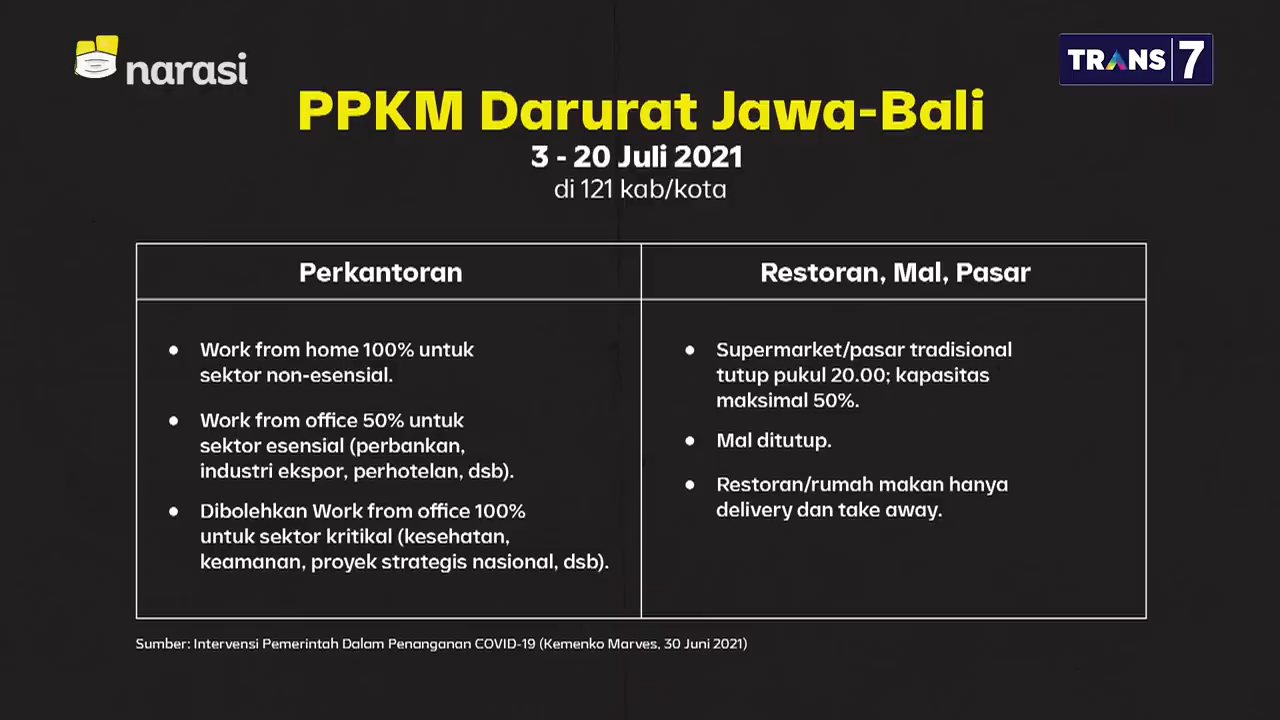 narasi
TRANS 7
PPKM Darurat Jawa-Bali
3 - 20 Juli 2021
di 121 kab/kota
Perkantoran
• Work from home 100% untuk
sektor non-esensial.
• Work from office 50% untuk
sektor esensial (perbankan,
industri ekspor, perhotelan, dsb).
• Dibolehkan Work from office 100%
untuk sektor kritikal (kesehatan,
keamanan, proyek strategis nasional, dsb).
Restoran, Mal, Pasar
• Supermarket/pasar tradisional
tutup pukul 20.00; kapasitas
maksimal 50%.
• Mal ditutup.
• Restoran/rumah makan hanya
delivery dan take away.
Sumber: Intervensi Pemerintah Dalam Penanganan COVID-19 (Kemenko Marves, 30 Juni 2021)